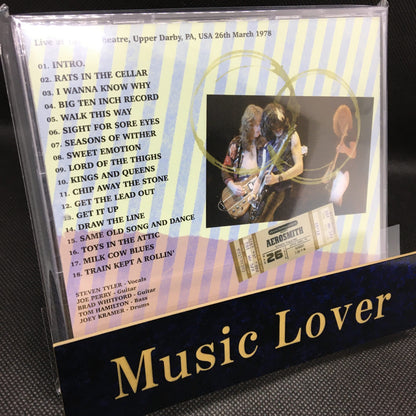 Live at Theatre, Upper Darby, PA, USA 26th March 1978
01. INTRO.
02. RATS IN THE CELLAR
03. I WANNA KNOW WHY
04. BIG TEN INCH RECORD
05. WALK THIS WAY
06. SIGHT FOR SORE EYES
07. SEASONS OF WITHER
08. SWEET EMOTION
09. LORD OF THE THIGHS
10. KINGS AND QUEENS
11. CHIP AWAY THE STONE
12. GET THE LEAD OUT
13. GET IT UP
14. DRAW THE LINE
15. SAME OLD SONG AND DANCE
16. TOYS IN THE ATTIC
17. MILK COW BLUES
18. TRAIN KEPT A ROLLIN'
STEVEN TYLER - Vocals
JOE PERRY - Guitar
BRAD WHITFORD - Guitar
TOM HAMILTON - Bass
JOEY KRAMER - Drums
AEROSMITH
26
Music Lover